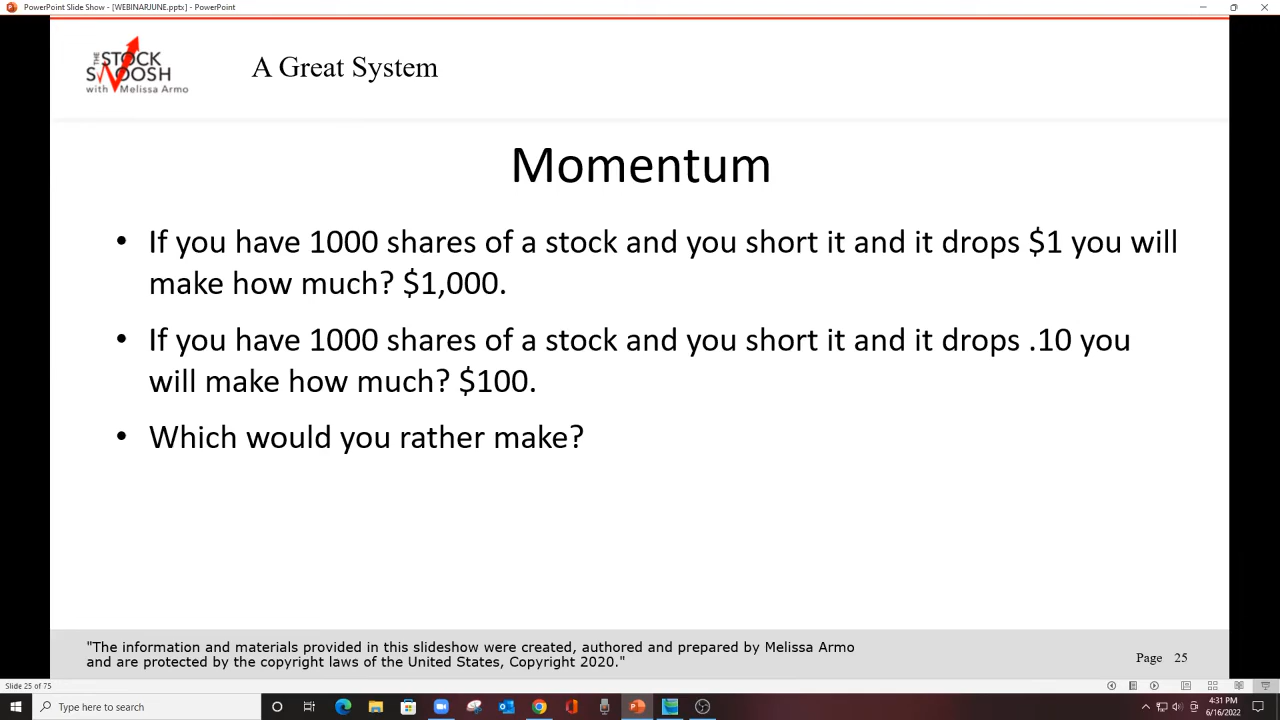 PowerPoint Slide Show - [WEBINARJUNE.pptx] - PowerPoint
THE
STOCK
SWOOSH
with Melissa Armo
A Great System
Momentum
• If you have 1000 shares of a stock and you short it and it drops $1 you will
make how much? $1,000.
• If you have 1000 shares of a stock and you short it and it drops .10 you
will make how much? $100.
• Which would you rather make?
"The information and materials provided in this slideshow were created, authored and prepared by Melissa Armo
and are protected by the copyright laws of the United States, Copyright 2020."
Page 25
Slide 25 of 75
Type here to search
4:31 PM
6/16/2022